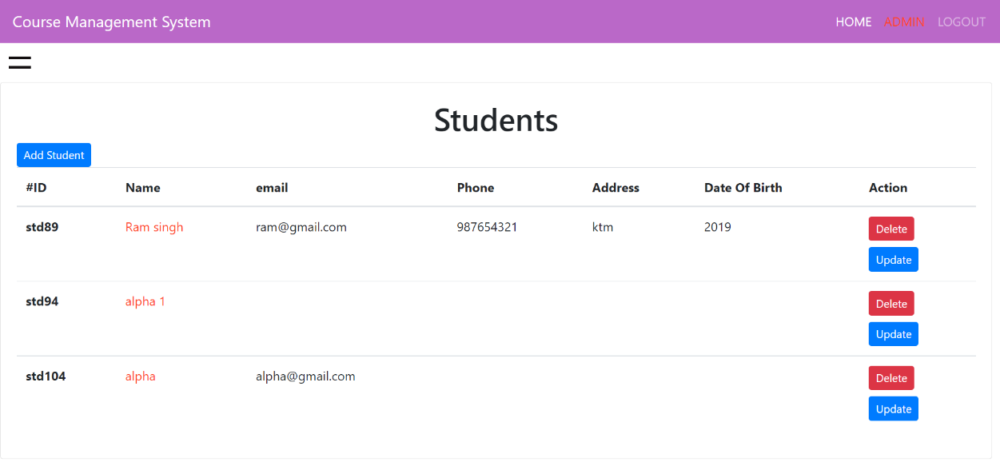 Course Management System HOME ADMIN LOGOUT
Students
Add Student
#ID Name email Phone Address Date Of Birth Action
std89 Ram singh ram@gmail.com 987654321 ktm 2019 Delete
Update
std94 alpha 1 Delete
Update
std104 alpha alpha@gmail.com Delete
Update